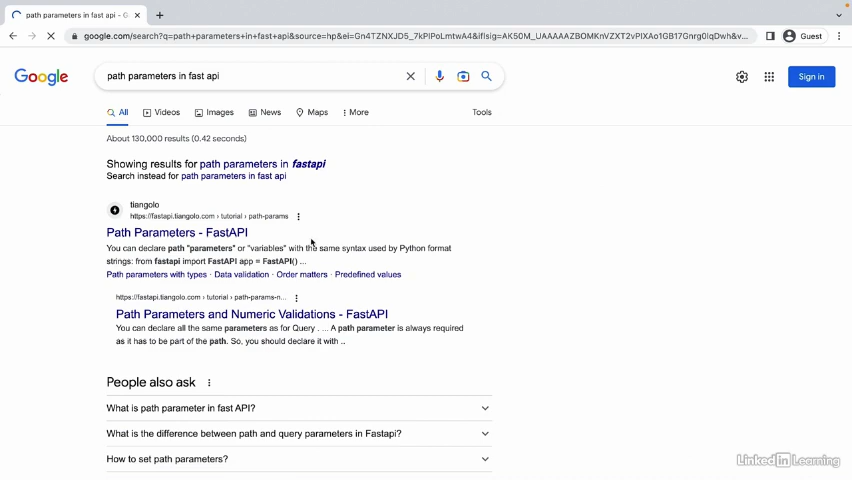 path parameters in fast api - G
google.com/search?q=path+parameters+in+fast+api&source=hp&ei=Gn4TZNXJD5_7kPIPoLmtwA4&iflsig=AK50M_UAAAAAZBOMKnVZXT2vPIXAo1GB17Gnrg0lqDwh&v...
Guest
Google
path parameters in fast api
Sign in
All Videos Images News Maps More Tools
About 130,000 results (0.42 seconds)
Showing results for path parameters in fastapi
Search instead for path parameters in fast api
tiangolo
https://fastapi.tiangolo.com › tutorial › path-params
Path Parameters - FastAPI
You can declare path "parameters" or "variables" with the same syntax used by Python format
strings: from fastapi import FastAPI app = FastAPI() ...
Path parameters with types · Data validation · Order matters · Predefined values
https://fastapi.tiangolo.com › tutorial › path-params-n...
Path Parameters and Numeric Validations - FastAPI
You can declare all the same parameters as for Query . ... A path parameter is always required
as it has to be part of the path. So, you should declare it with ..
People also ask
What is path parameter in fast API?
What is the difference between path and query parameters in Fastapi?
How to set path parameters?
LinkedIn Learning